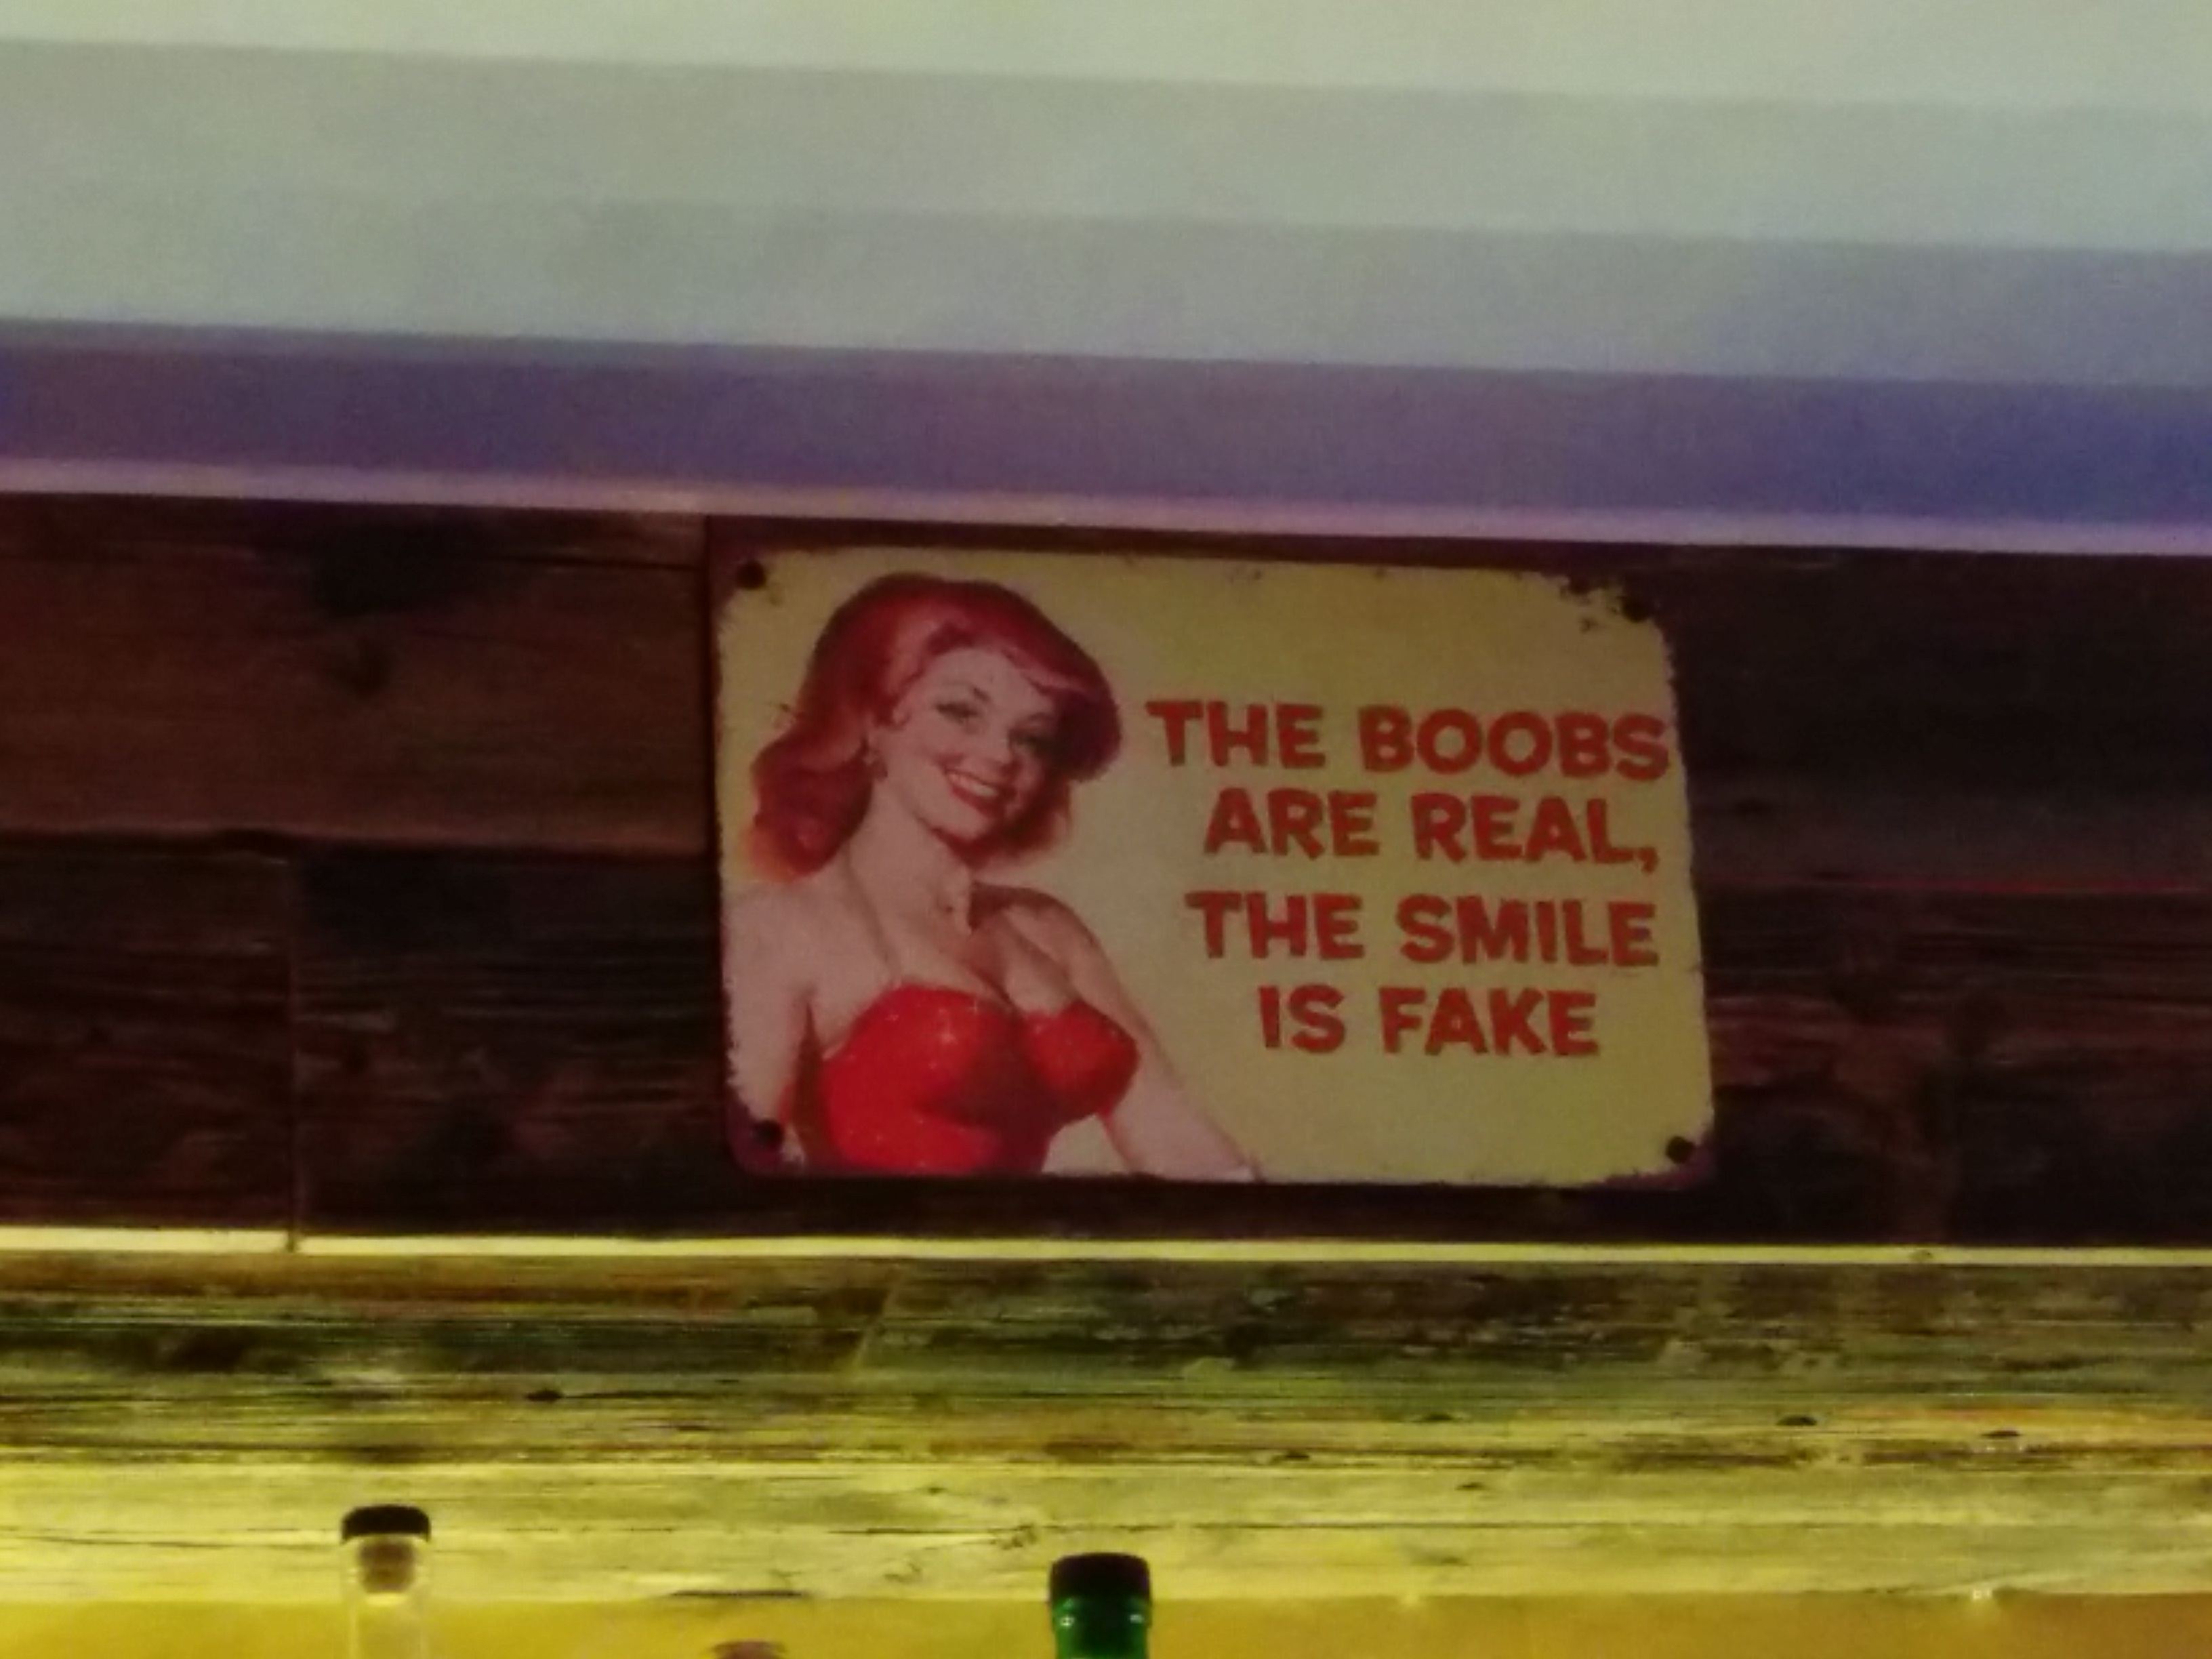 THE BOOBS
ARE REAL,
THE SMILE
IS FAKE